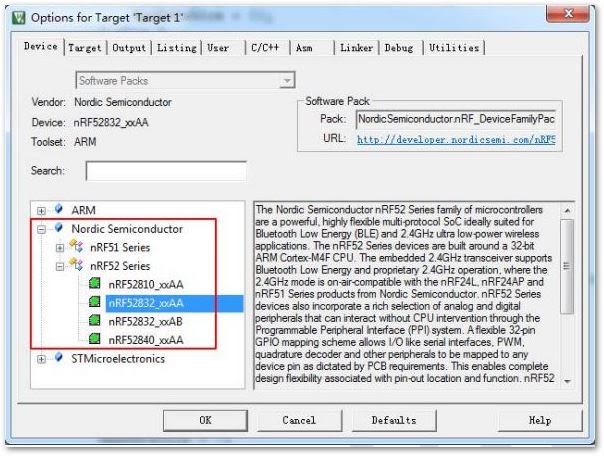 Options for Target 'Target 1'
Device Target Output Listing User C/C++ Asm Linker Debug Utilities
Software Packs
Vendor: Nordic Semiconductor
Device: nRF52832_xxAA
Toolset: ARM
Search:
Software Pack
Pack: NordicSemiconductor.nRF_DeviceFamilyPac
URL: http://developer.nordicsemi.com/nRF5
ARM
Nordic Semiconductor
nRF51 Series
nRF52 Series
nRF52810_xxAA
nRF52832_xxAA
nRF52832_xxAB
nRF52840_xxAA
STMicroelectronics
The Nordic Semiconductor nRF52 Series family of microcontrollers
are a powerful, highly flexible multi-protocol SoC ideally suited for
Bluetooth Low Energy (BLE) and 2.4GHz ultra low-power wireless
applications. The nRF52 Series devices are built around a 32-bit
ARM Cortex-M4F CPU. The embedded 2.4GHz transceiver supports
Bluetooth Low Energy and proprietary 2.4GHz operation, where the
2.4GHz mode is on-air-compatible with the nRF24L, nRF24AP and
nRF51 Series products from Nordic Semiconductor. nRF52 Series
devices also incorporate a rich selection of analog and digital
peripherals that can interact without CPU intervention through the
Programmable Peripheral Interface (PPI) system. A flexible 32-pin
GPIO mapping scheme allows I/O like serial interfaces, PWM,
quadrature decoder and other peripherals to be mapped to any
device pin as dictated by PCB requirements. This enables complete
design flexibility associated with pin-out location and function. nRF52
OK Cancel Defaults Help